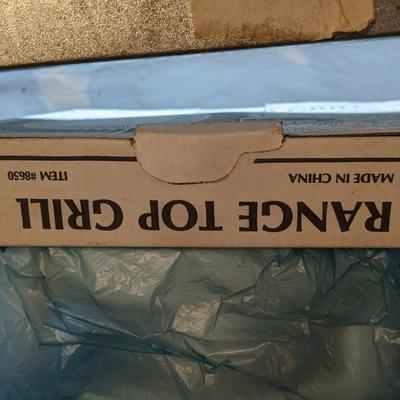 RANGE TOP GRILL
MADE IN CHINA ITEM #8650